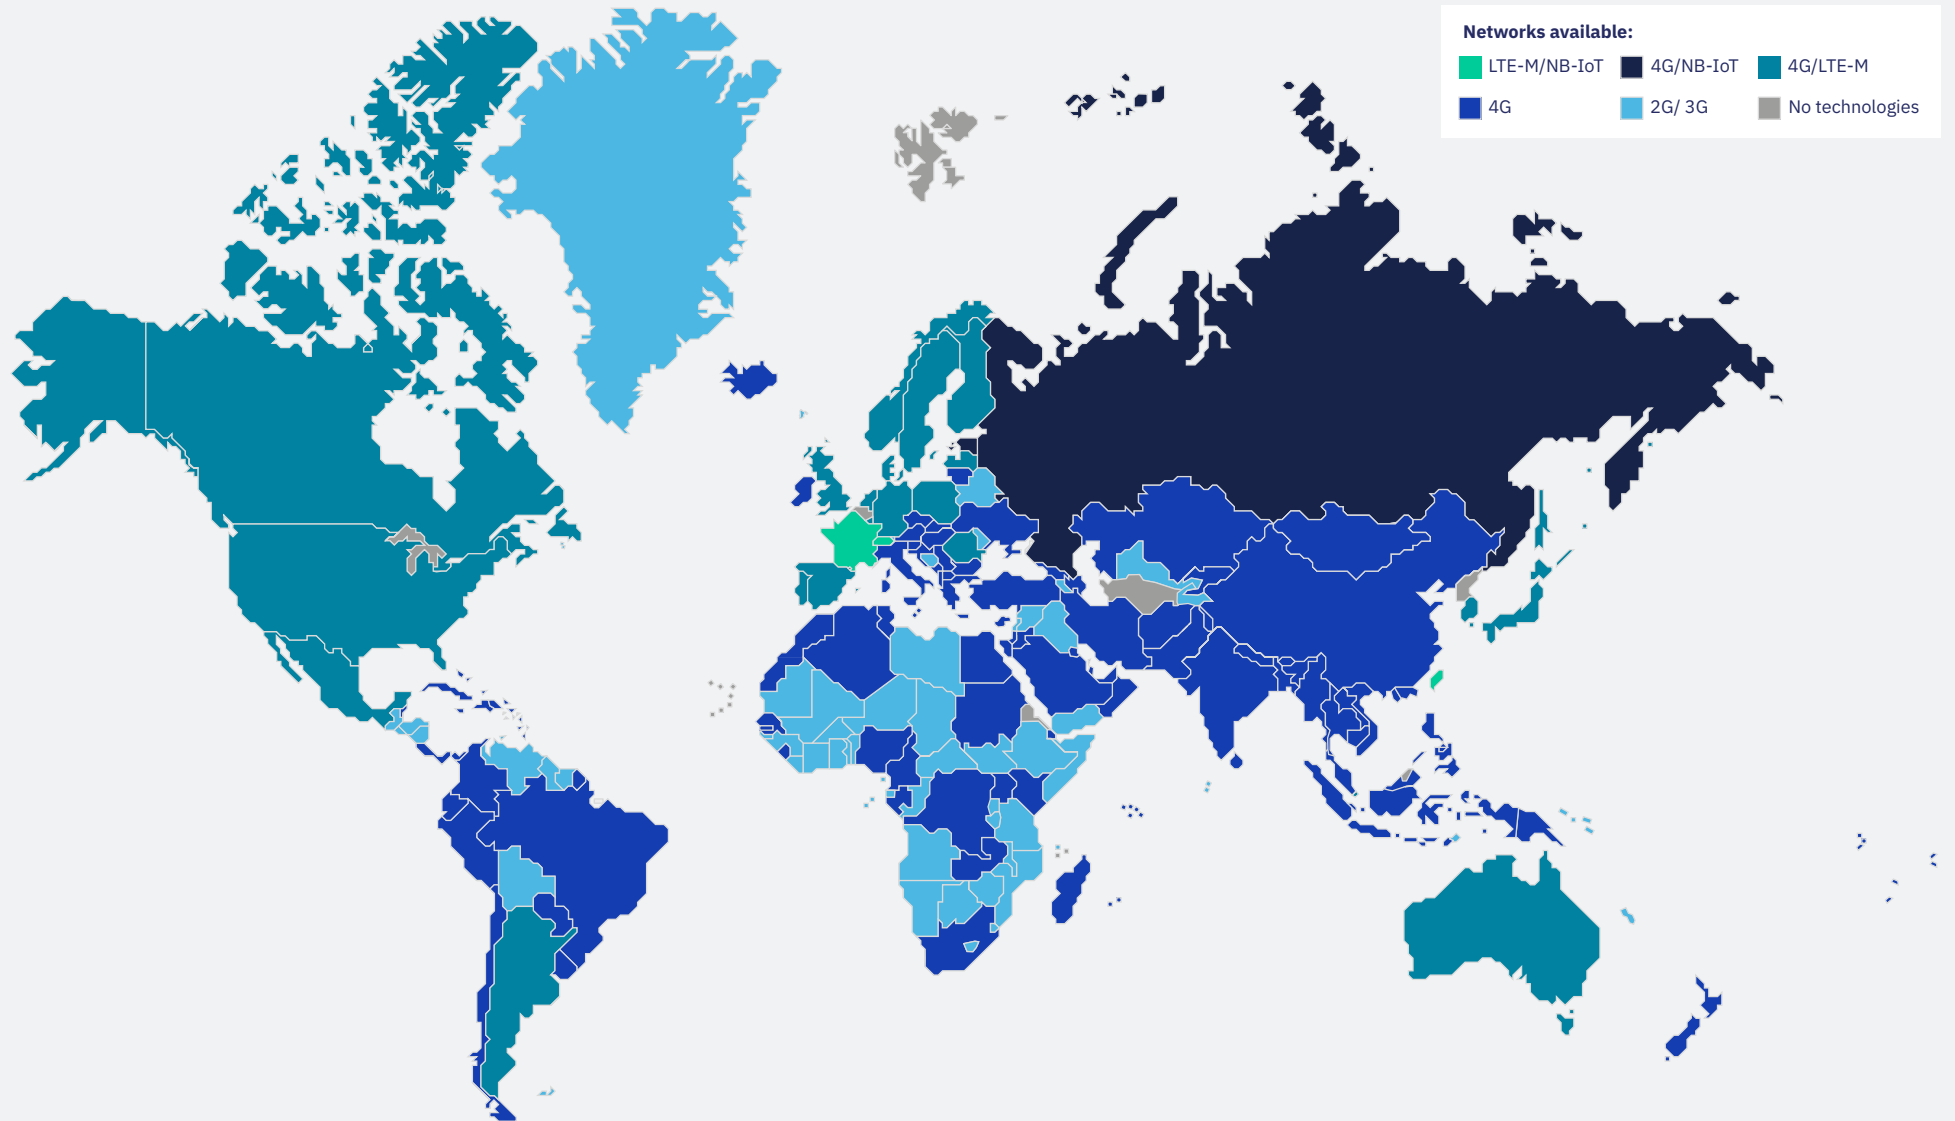 Networks available:
LTE-M/NB-IoT 4G/NB-IoT 4G/LTE-M
4G 2G/ 3G No technologies